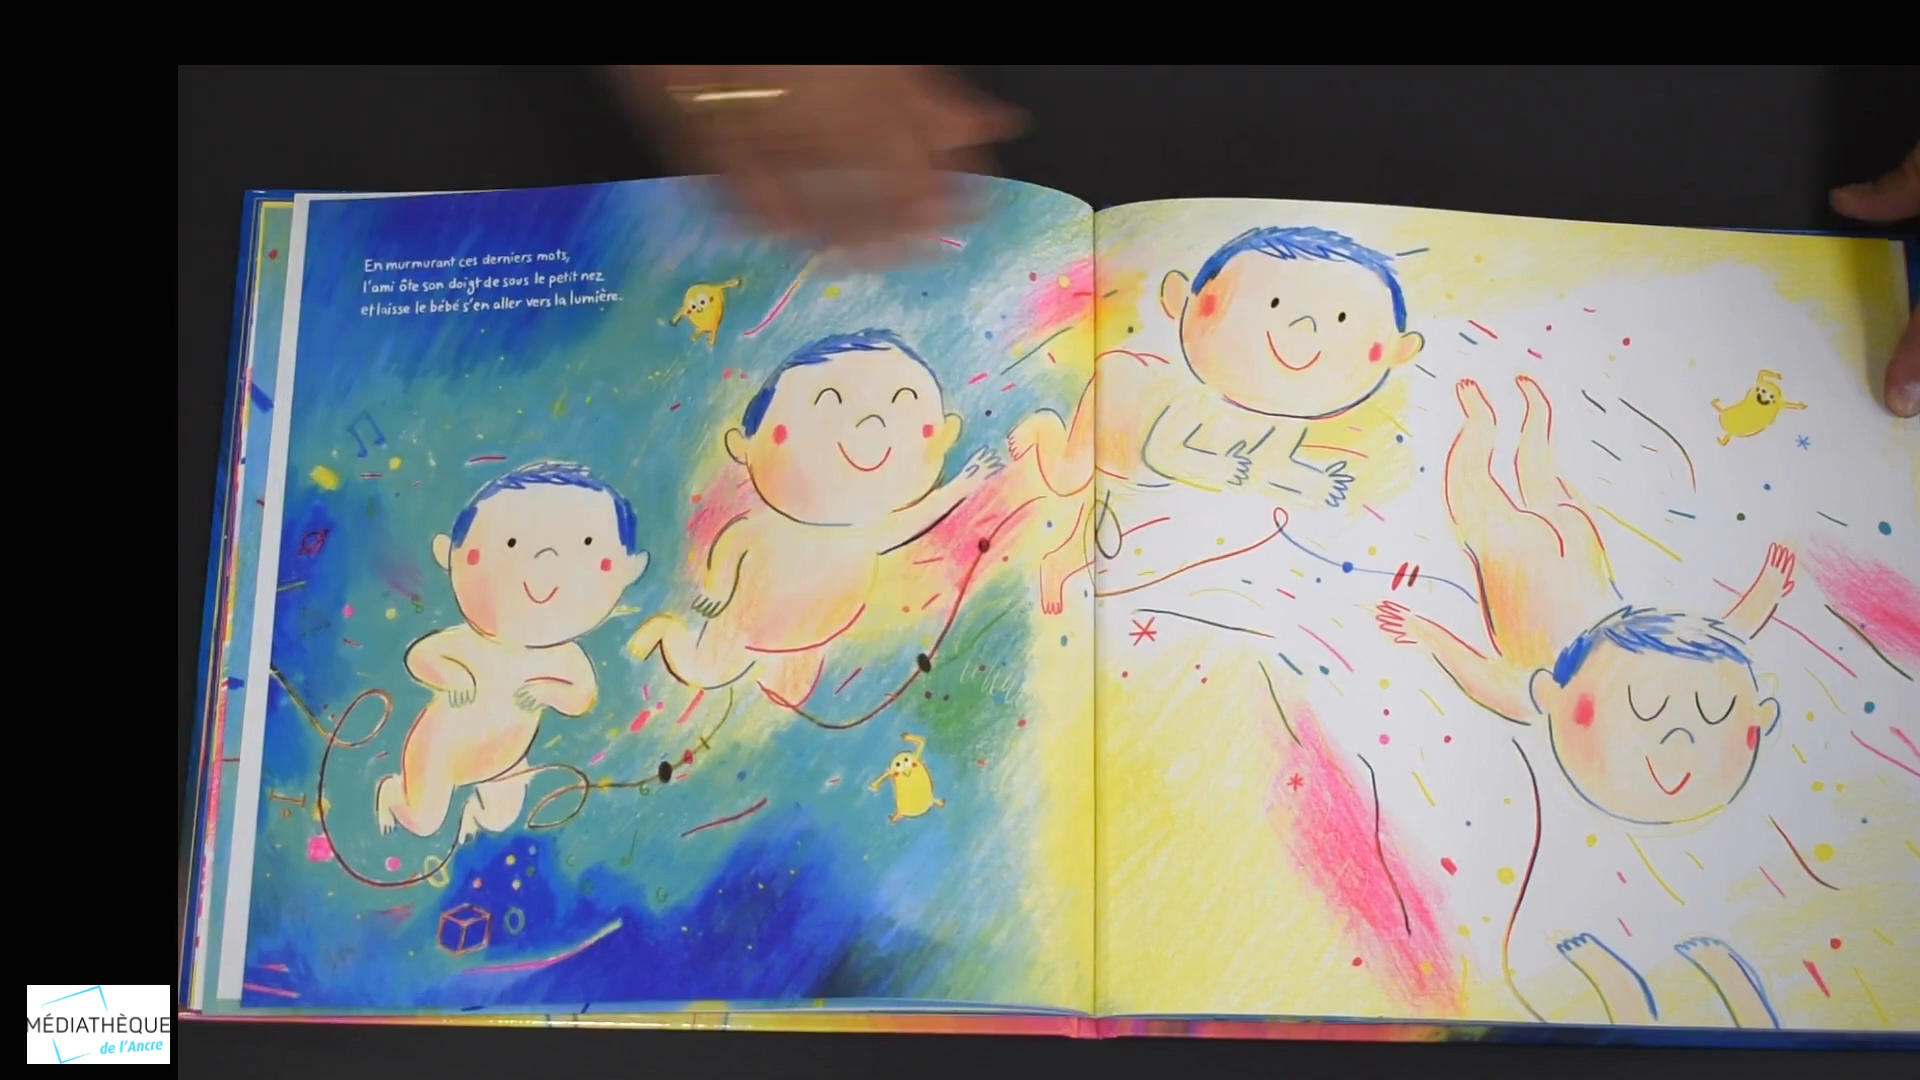 En murmurant ces derniers mots,
l'ami ôte son doigt de sous le petit nez
et laisse le bébé s'en aller vers la lumière.
MÉDIATHÈQUE
de l'Ancre